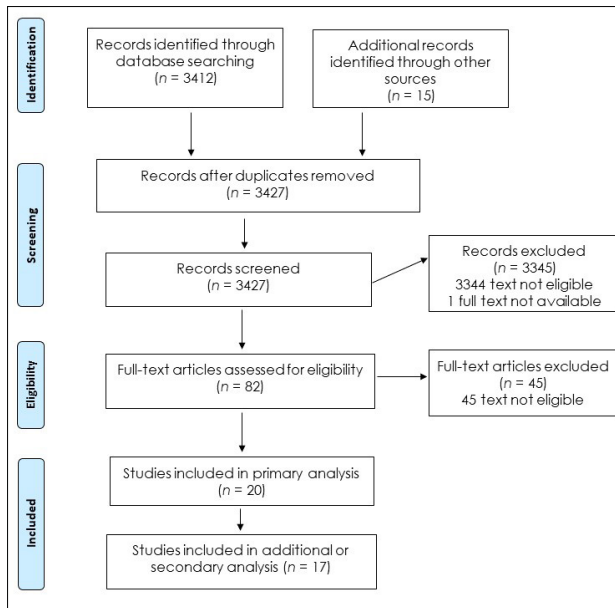 Identification
Records identified through
database searching
(n = 3412)
Additional records
identified through other
sources
(n = 15)
Screening
Records after duplicates removed
(n = 3427)
Records screened
(n = 3427)
Records excluded
(n = 3345)
3344 text not eligible
1 full text not available
Eligibility
Full-text articles assessed for eligibility
(n = 82)
Full-text articles excluded
(n = 45)
45 text not eligible
Included
Studies included in primary analysis
(n = 20)
Studies included in additional or
secondary analysis (n = 17)